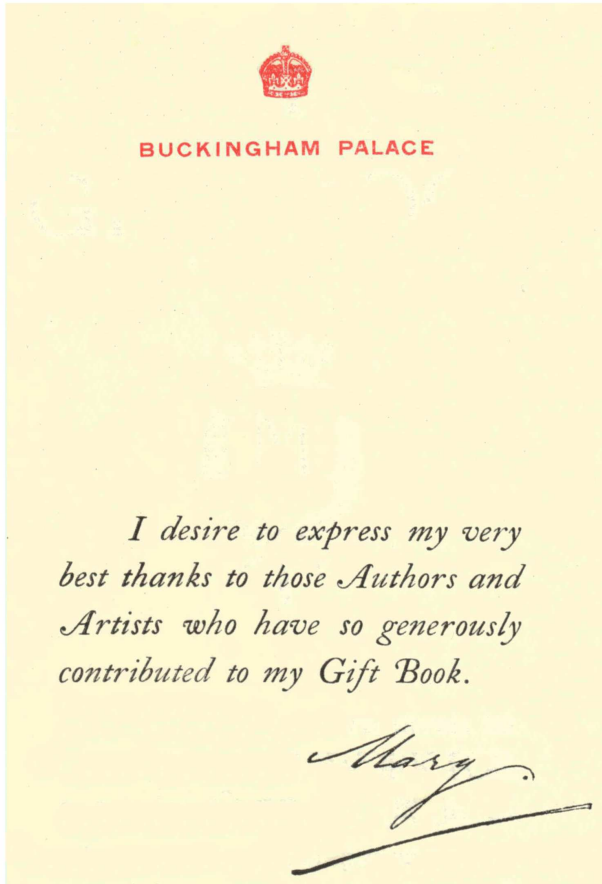 BUCKINGHAM PALACE
I desire to express my very
best thanks to those Authors and
Artists who have so generously
contributed to my Gift Book.
Mary.